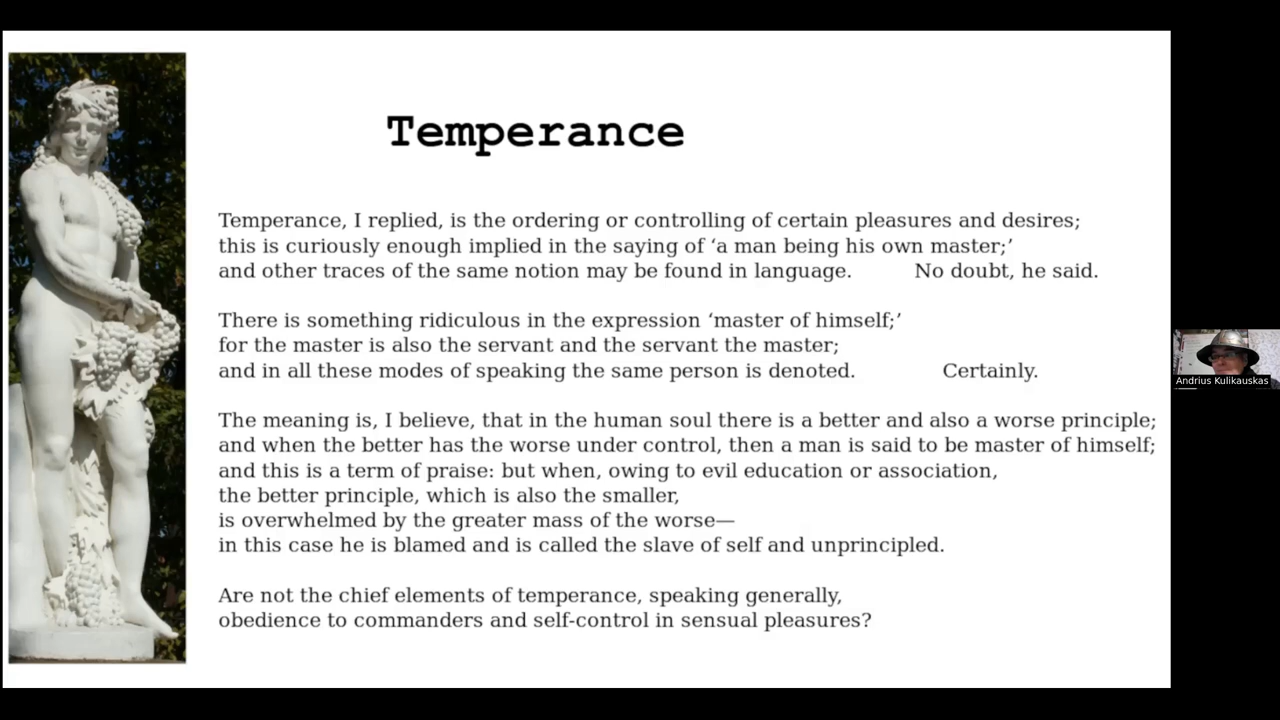 Temperance
Temperance, I replied, is the ordering or controlling of certain pleasures and desires;
this is curiously enough implied in the saying of ‘a man being his own master;’
and other traces of the same notion may be found in language. No doubt, he said.
There is something ridiculous in the expression ‘master of himself;’
for the master is also the servant and the servant the master;
and in all these modes of speaking the same person is denoted. Certainly.
The meaning is, I believe, that in the human soul there is a better and also a worse principle;
and when the better has the worse under control, then a man is said to be master of himself;
and this is a term of praise: but when, owing to evil education or association,
the better principle, which is also the smaller,
is overwhelmed by the greater mass of the worse—
in this case he is blamed and is called the slave of self and unprincipled.
Are not the chief elements of temperance, speaking generally,
obedience to commanders and self-control in sensual pleasures?
Andrius Kulikauskas